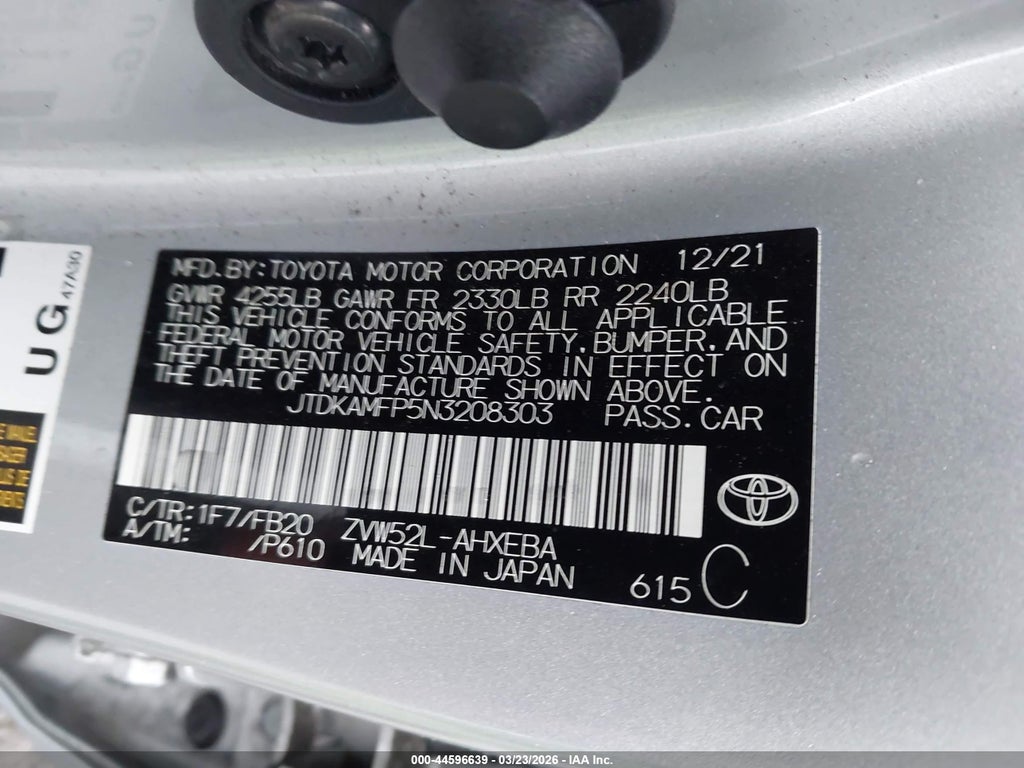 MFD.BY:TOYOTA MOTOR CORPORATION 12/21
GVWR 4255LB GAWR FR 2330LB RR 2240LB
THIS VEHICLE CONFORMS TO ALL APPLICABLE
FEDERAL MOTOR VEHICLE SAFETY,BUMPER,AND
THEFT PREVENTION STANDARDS IN EFFECT ON
THE DATE OF MANUFACTURE SHOWN ABOVE.
JTDKAMFP5N3208303 PASS.CAR
C/TR:1F7/FB20 ZVW52L-AHXEBA
A/TM: /P610 MADE IN JAPAN
615 C
UG
47A30
000-44596639 - 03/23/2026 - IAA Inc.